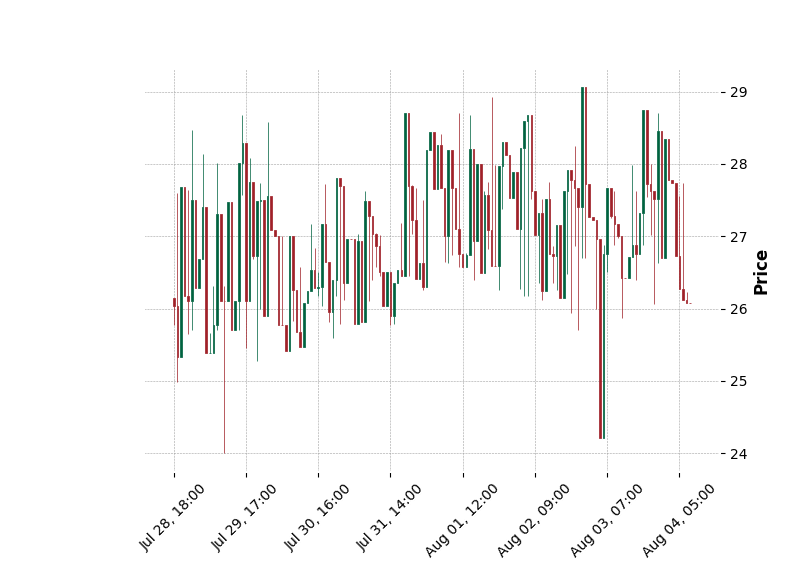 29
28
27
26
25
24
Price
Jul 28, 18:00
Jul 29, 17:00
Jul 30, 16:00
Jul 31, 14:00
Aug 01, 12:00
Aug 02, 09:00
Aug 03, 07:00
Aug 04, 05:00